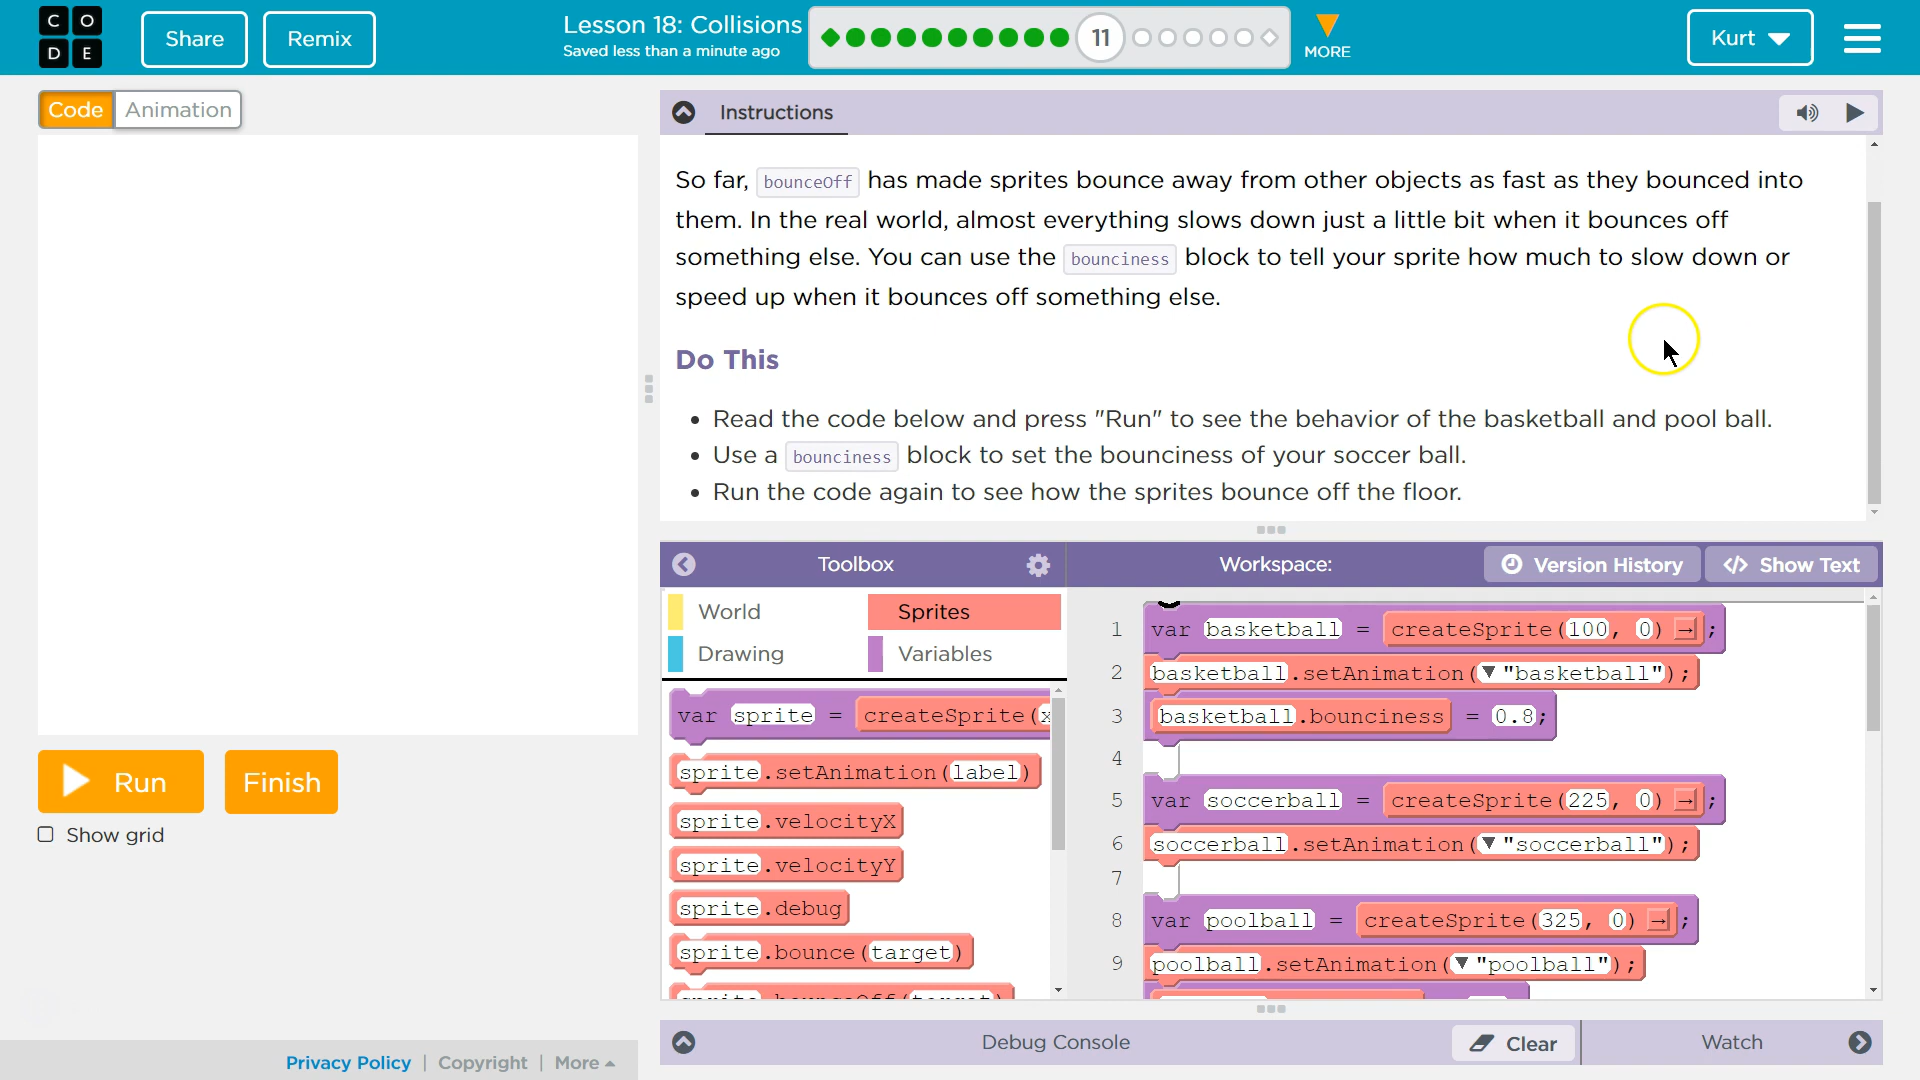 C O
D E
Share
Remix
Lesson 18: Collisions
Saved less than a minute ago
11
MORE
Kurt
Code
Animation
Instructions
So far, bounceOff has made sprites bounce away from other objects as fast as they bounced into
them. In the real world, almost everything slows down just a little bit when it bounces off
something else. You can use the bounciness block to tell your sprite how much to slow down or
speed up when it bounces off something else.
Do This
• Read the code below and press "Run" to see the behavior of the basketball and pool ball.
• Use a bounciness block to set the bounciness of your soccer ball.
• Run the code again to see how the sprites bounce off the floor.
Run
Finish
Show grid
Toolbox
Workspace:
Version History
</> Show Text
World
Sprites
Drawing
Variables
var sprite = createSprite(x
sprite.setAnimation(label)
sprite.velocityX
sprite.velocityY
sprite.debug
sprite.bounce(target)
sprite.bounceOff(target)
1 var basketball = createSprite(100, 0) → ;
2 basketball.setAnimation(▼ "basketball");
3 basketball.bounciness = 0.8;
4
5 var soccerball = createSprite(225, 0) → ;
6 soccerball.setAnimation(▼ "soccerball");
7
8 var poolball = createSprite(325, 0) → ;
9 poolball.setAnimation(▼ "poolball");
Debug Console
Clear
Watch
Privacy Policy | Copyright | More